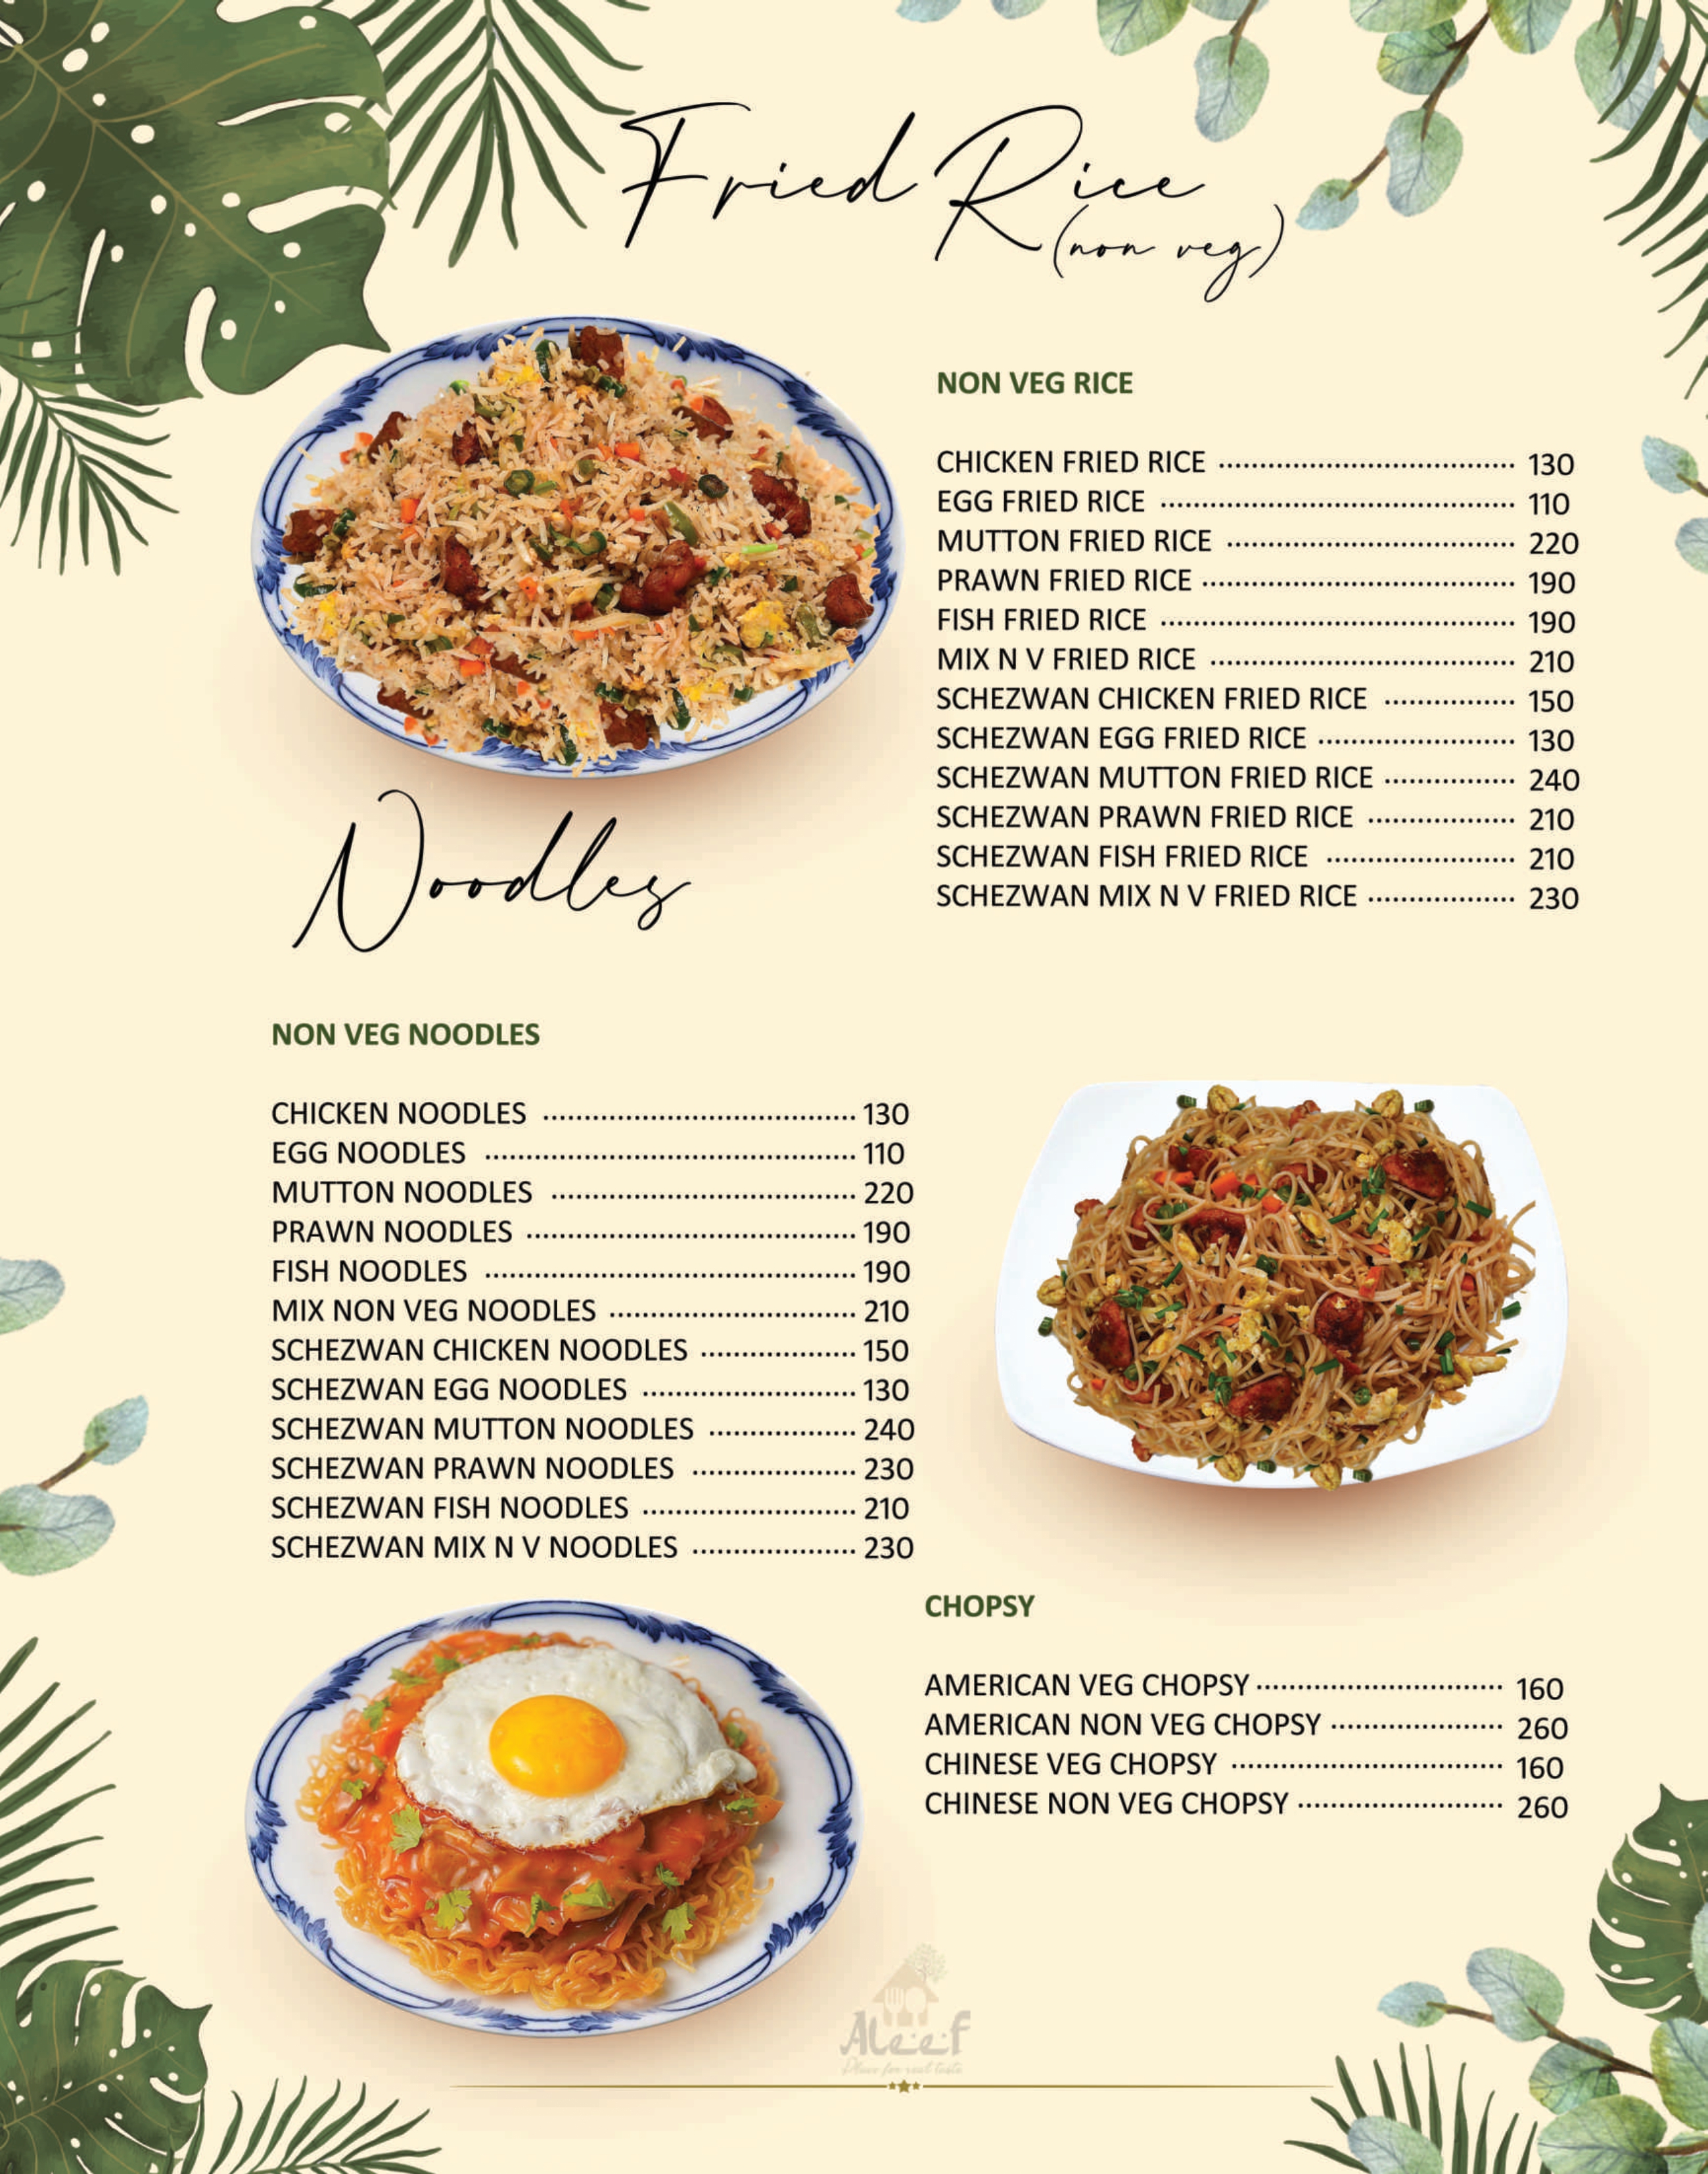 Fried Rice
(non veg)
NON VEG RICE
CHICKEN FRIED RICE 130
EGG FRIED RICE 110
MUTTON FRIED RICE 220
PRAWN FRIED RICE 190
FISH FRIED RICE 190
MIX N V FRIED RICE 210
SCHEZWAN CHICKEN FRIED RICE 150
SCHEZWAN EGG FRIED RICE 130
SCHEZWAN MUTTON FRIED RICE 240
SCHEZWAN PRAWN FRIED RICE 210
SCHEZWAN FISH FRIED RICE 210
SCHEZWAN MIX N V FRIED RICE 230
Noodles
NON VEG NOODLES
CHICKEN NOODLES 130
EGG NOODLES 110
MUTTON NOODLES 220
PRAWN NOODLES 190
FISH NOODLES 190
MIX NON VEG NOODLES 210
SCHEZWAN CHICKEN NOODLES 150
SCHEZWAN EGG NOODLES 130
SCHEZWAN MUTTON NOODLES 240
SCHEZWAN PRAWN NOODLES 230
SCHEZWAN FISH NOODLES 210
SCHEZWAN MIX N V NOODLES 230
CHOPSY
AMERICAN VEG CHOPSY 160
AMERICAN NON VEG CHOPSY 260
CHINESE VEG CHOPSY 160
CHINESE NON VEG CHOPSY 260
Aleef
Place for real taste